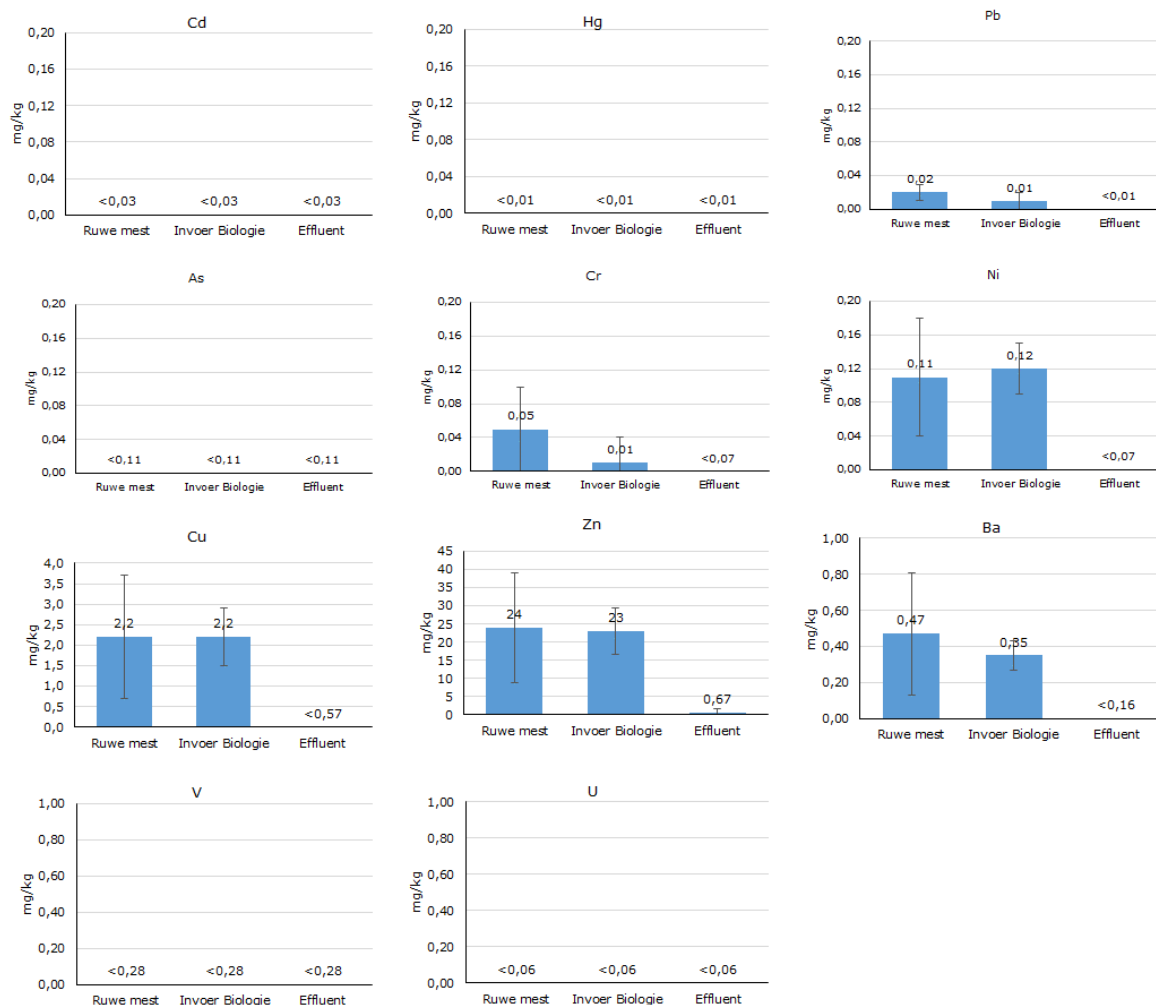 Cd
0,20
0,16
0,12
0,08
0,04
0,00
mg/kg
<0,03 <0,03 <0,03
Ruwe mest Invoer Biologie Effluent
Hg
0,20
0,16
0,12
0,08
0,04
0,00
mg/kg
<0,01 <0,01 <0,01
Ruwe mest Invoer Biologie Effluent
Pb
0,20
0,16
0,12
0,08
0,04
0,00
mg/kg
0,02 0,01 <0,01
Ruwe mest Invoer Biologie Effluent
As
0,20
0,16
0,12
0,08
0,04
0,00
mg/kg
<0,11 <0,11 <0,11
Ruwe mest Invoer Biologie Effluent
Cr
0,20
0,16
0,12
0,08
0,04
0,00
mg/kg
0,05 0,01 <0,07
Ruwe mest Invoer Biologie Effluent
Ni
0,20
0,16
0,12
0,08
0,04
0,00
mg/kg
0,11 0,12 <0,07
Ruwe mest Invoer Biologie Effluent
Cu
4,0
3,5
3,0
2,5
2,0
1,5
1,0
0,5
0,0
mg/kg
2,2 2,2 <0,57
Ruwe mest Invoer Biologie Effluent
Zn
45
40
35
30
25
20
15
10
5
0
mg/kg
24 23 0,67
Ruwe mest Invoer Biologie Effluent
Ba
1,00
0,80
0,60
0,40
0,20
0,00
mg/kg
0,47 0,35 <0,16
Ruwe mest Invoer Biologie Effluent
V
1,00
0,80
0,60
0,40
0,20
0,00
mg/kg
<0,28 <0,28 <0,28
Ruwe mest Invoer Biologie Effluent
U
1,00
0,80
0,60
0,40
0,20
0,00
mg/kg
<0,06 <0,06 <0,06
Ruwe mest Invoer Biologie Effluent